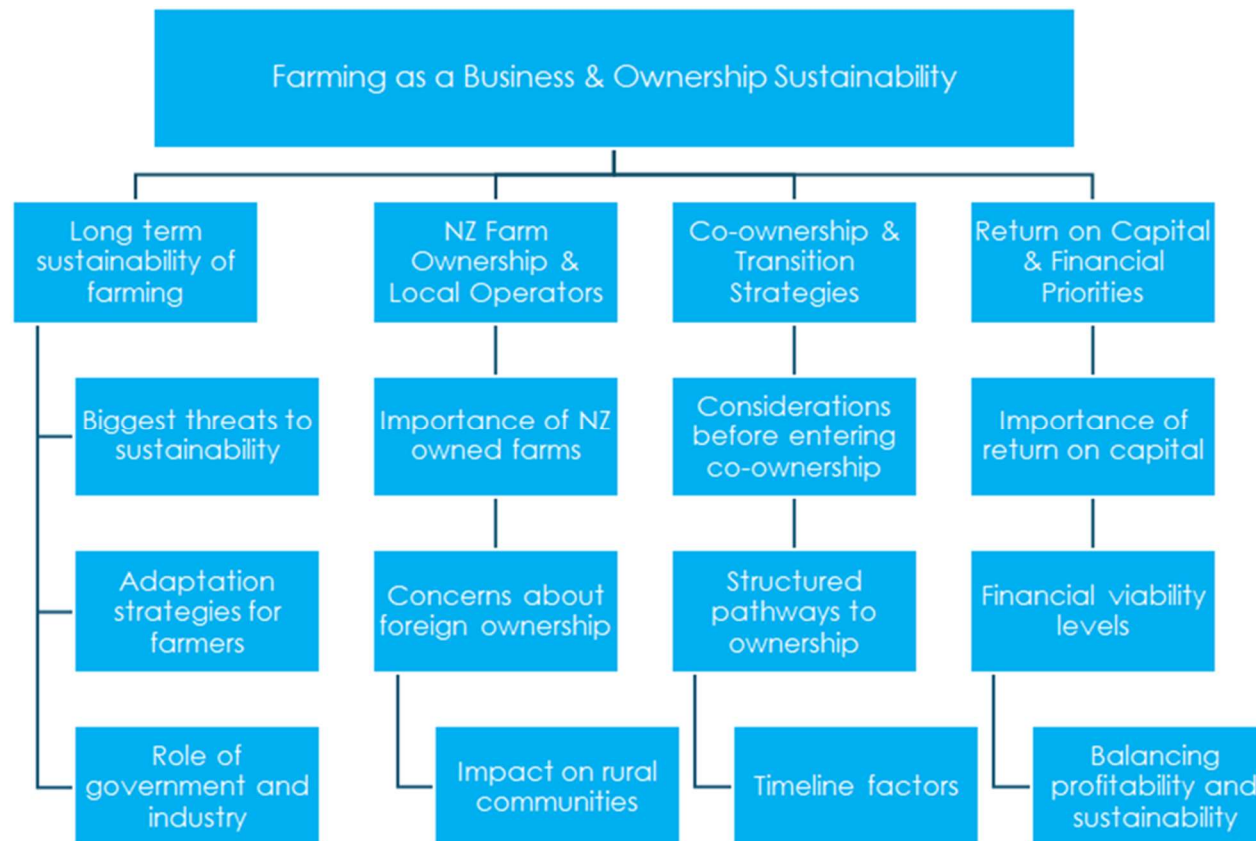 Farming as a Business & Ownership Sustainability
Long term
sustainability of
farming
NZ Farm
Ownership &
Local Operators
Co-ownership &
Transition
Strategies
Return on Capital
& Financial
Priorities
Biggest threats to
sustainability
Importance of NZ
owned farms
Considerations
before entering
co-ownership
Importance of
return on capital
Adaptation
strategies for
farmers
Concerns about
foreign ownership
Structured
pathways to
ownership
Financial viability
levels
Role of
government and
industry
Impact on rural
communities
Timeline factors
Balancing
profitability and
sustainability